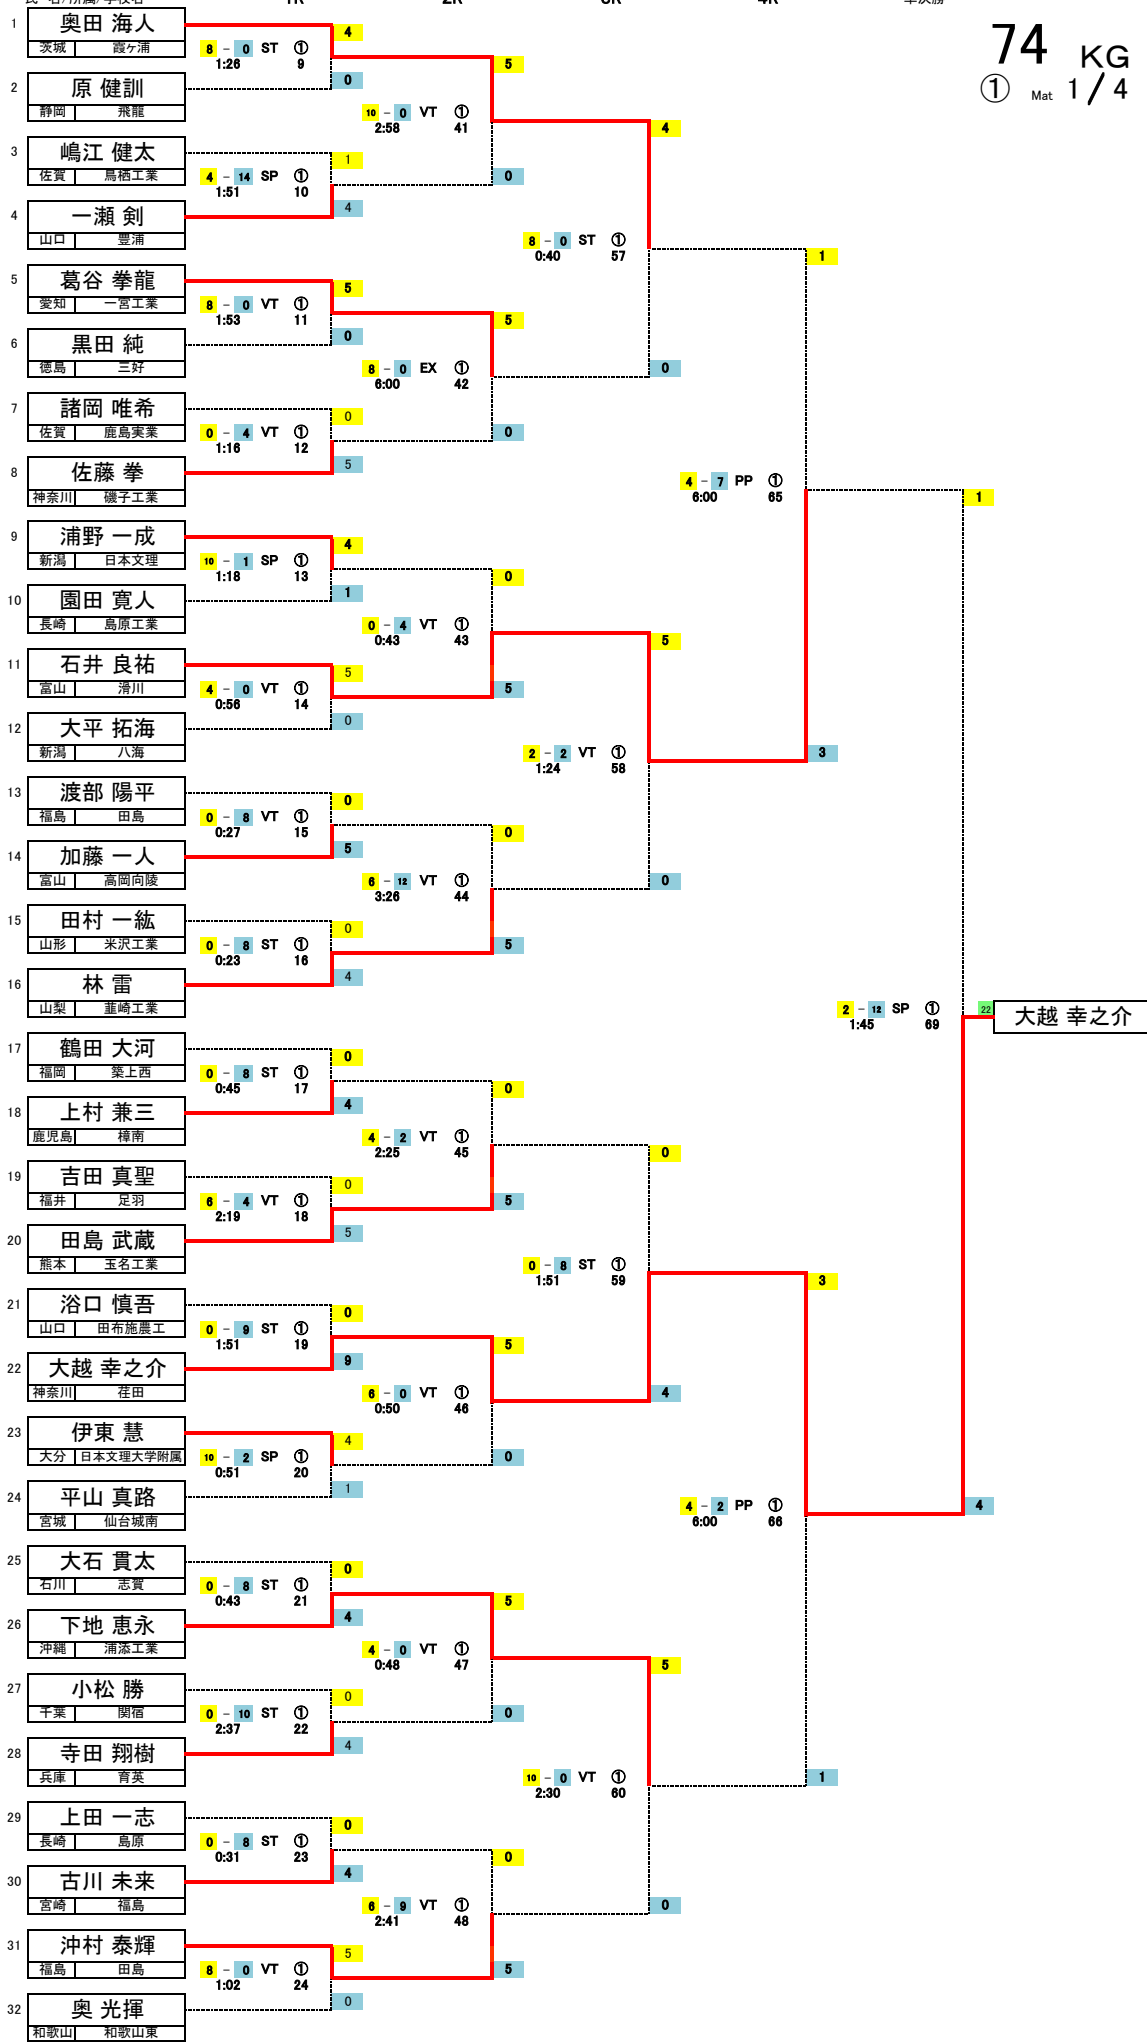 74 KG
① Mat 1/4
1 奥田 海人
茨城 霞ヶ浦
8 - 0 ST ①
1:26 9
4
0
2 原 健訓
静岡 飛龍
10 - 0 VT ①
2:58 41
5
0
3 嶋江 健太
佐賀 鳥栖工業
4 - 14 SP ①
1:51 10
1
4
4 一瀬 剣
山口 豊浦
8 - 0 ST ①
0:40 57
4
0
5 葛谷 拳龍
愛知 一宮工業
8 - 0 VT ①
1:53 11
5
0
6 黒田 純
徳島 三好
8 - 0 EX ①
6:00 42
5
0
7 諸岡 唯希
佐賀 鹿島実業
0 - 4 VT ①
1:16 12
0
5
8 佐藤 拳
神奈川 磯子工業
4 - 7 PP ①
6:00 65
1
3
9 浦野 一成
新潟 日本文理
10 - 1 SP ①
1:18 13
4
1
10 園田 寛人
長崎 島原工業
0 - 4 VT ①
0:43 43
0
5
11 石井 良祐
富山 滑川
4 - 0 VT ①
0:56 14
5
0
12 大平 拓海
新潟 八海
2 - 2 VT ①
1:24 58
5
0
13 渡部 陽平
福島 田島
0 - 8 VT ①
0:27 15
0
5
14 加藤 一人
富山 高岡向陵
6 - 12 VT ①
3:26 44
0
5
15 田村 一紘
山形 米沢工業
0 - 8 ST ①
0:23 16
0
4
16 林 雷
山梨 韮崎工業
2 - 12 SP ①
1:45 69
1
4
22 大越 幸之介
17 鶴田 大河
福岡 築上西
0 - 8 ST ①
0:45 17
0
4
18 上村 兼三
鹿児島 樟南
4 - 2 VT ①
2:25 45
0
5
19 吉田 真聖
福井 足羽
6 - 4 VT ①
2:19 18
0
5
20 田島 武蔵
熊本 玉名工業
0 - 8 ST ①
1:51 59
0
4
21 浴口 慎吾
山口 田布施農工
0 - 9 ST ①
1:51 19
0
9
22 大越 幸之介
神奈川 荏田
6 - 0 VT ①
0:50 46
5
0
23 伊東 慧
大分 日本文理大学附属
10 - 2 SP ①
0:51 20
4
1
24 平山 真路
宮城 仙台城南
4 - 2 PP ①
6:00 66
3
1
25 大石 貫太
石川 志賀
0 - 8 ST ①
0:43 21
0
4
26 下地 恵永
沖縄 浦添工業
4 - 0 VT ①
0:48 47
5
0
27 小松 勝
千葉 関宿
0 - 10 ST ①
2:37 22
0
4
28 寺田 翔樹
兵庫 育英
10 - 0 VT ①
2:30 60
5
0
29 上田 一志
長崎 島原
0 - 8 ST ①
0:31 23
0
4
30 古川 未来
宮崎 福島
6 - 9 VT ①
2:41 48
0
5
31 沖村 泰輝
福島 田島
8 - 0 VT ①
1:02 24
5
0
32 奥 光揮
和歌山 和歌山東